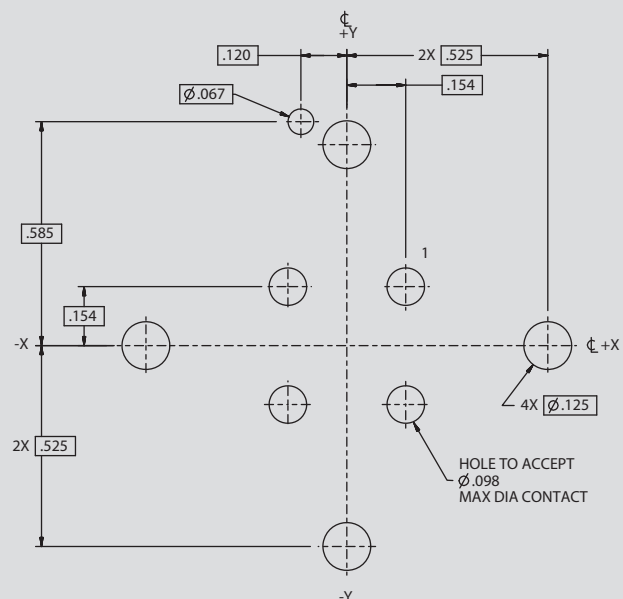 ℄
+Y
.120
2X .525
.154
Ø.067
.585
1
.154
-X
℄ +X
4X Ø.125
2X .525
HOLE TO ACCEPT
Ø.098
MAX DIA CONTACT
-Y